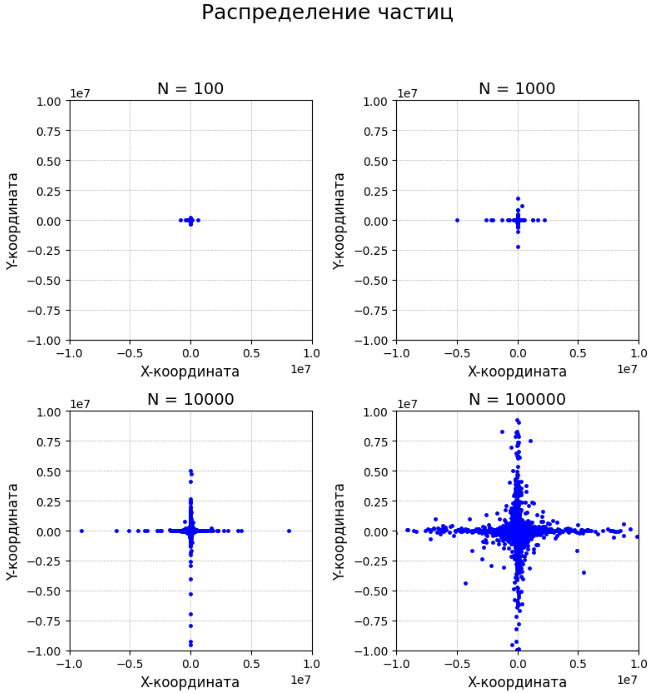 Распределение частиц
N = 100
1e7
1.00
0.75
0.50
0.25
0.00
−0.25
−0.50
−0.75
−1.00
Y-координата
−1.0 −0.5 0.0 0.5 1.0
X-координата
1e7
N = 1000
1e7
1.00
0.75
0.50
0.25
0.00
−0.25
−0.50
−0.75
−1.00
Y-координата
−1.0 −0.5 0.0 0.5 1.0
X-координата
1e7
N = 10000
1e7
1.00
0.75
0.50
0.25
0.00
−0.25
−0.50
−0.75
−1.00
Y-координата
−1.0 −0.5 0.0 0.5 1.0
X-координата
1e7
N = 100000
1e7
1.00
0.75
0.50
0.25
0.00
−0.25
−0.50
−0.75
−1.00
Y-координата
−1.0 −0.5 0.0 0.5 1.0
X-координата
1e7